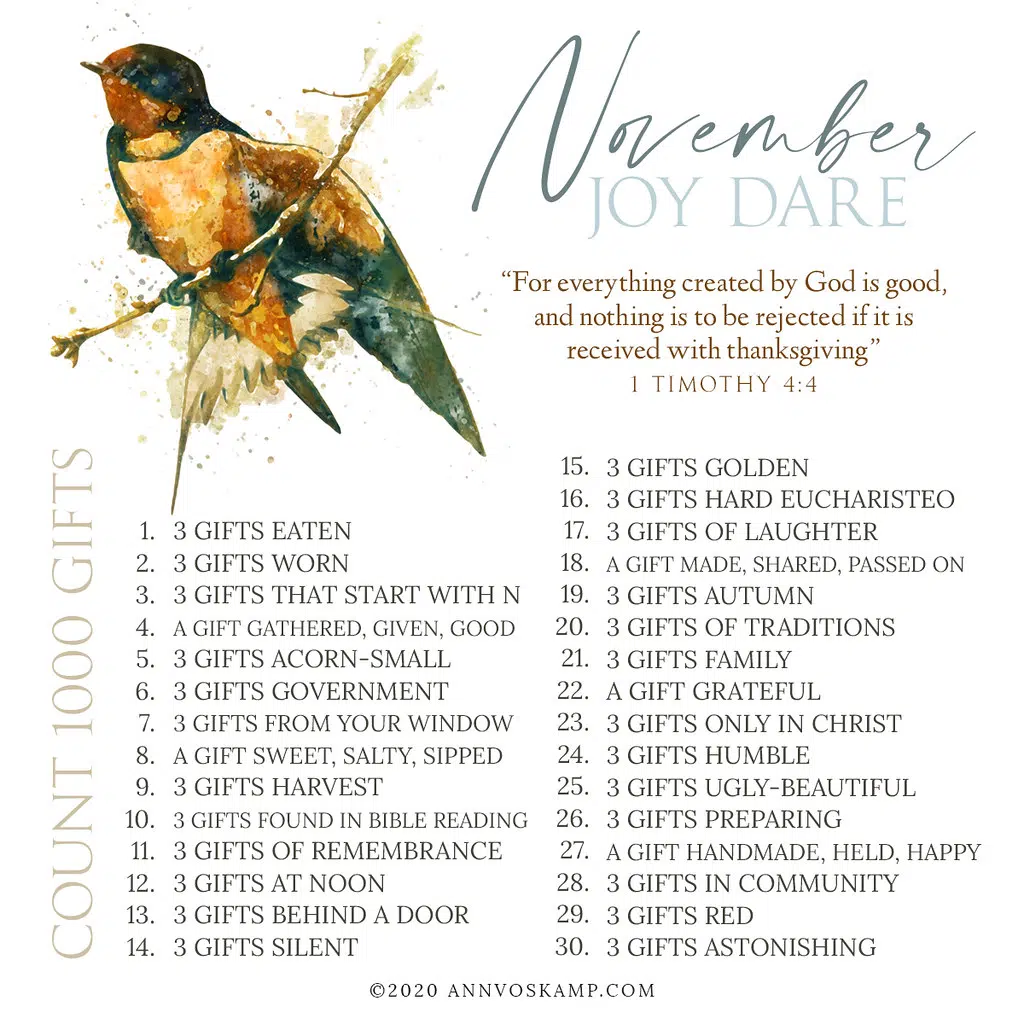 November
JOY DARE
“For everything created by God is good,
and nothing is to be rejected if it is
received with thanksgiving”
1 TIMOTHY 4:4
COUNT 1000 GIFTS
1. 3 GIFTS EATEN
2. 3 GIFTS WORN
3. 3 GIFTS THAT START WITH N
4. A GIFT GATHERED, GIVEN, GOOD
5. 3 GIFTS ACORN-SMALL
6. 3 GIFTS GOVERNMENT
7. 3 GIFTS FROM YOUR WINDOW
8. A GIFT SWEET, SALTY, SIPPED
9. 3 GIFTS HARVEST
10. 3 GIFTS FOUND IN BIBLE READING
11. 3 GIFTS OF REMEMBRANCE
12. 3 GIFTS AT NOON
13. 3 GIFTS BEHIND A DOOR
14. 3 GIFTS SILENT
15. 3 GIFTS GOLDEN
16. 3 GIFTS HARD EUCHARISTEO
17. 3 GIFTS OF LAUGHTER
18. A GIFT MADE, SHARED, PASSED ON
19. 3 GIFTS AUTUMN
20. 3 GIFTS OF TRADITIONS
21. 3 GIFTS FAMILY
22. A GIFT GRATEFUL
23. 3 GIFTS ONLY IN CHRIST
24. 3 GIFTS HUMBLE
25. 3 GIFTS UGLY-BEAUTIFUL
26. 3 GIFTS PREPARING
27. A GIFT HANDMADE, HELD, HAPPY
28. 3 GIFTS IN COMMUNITY
29. 3 GIFTS RED
30. 3 GIFTS ASTONISHING
©2020 ANNVOSKAMP.COM